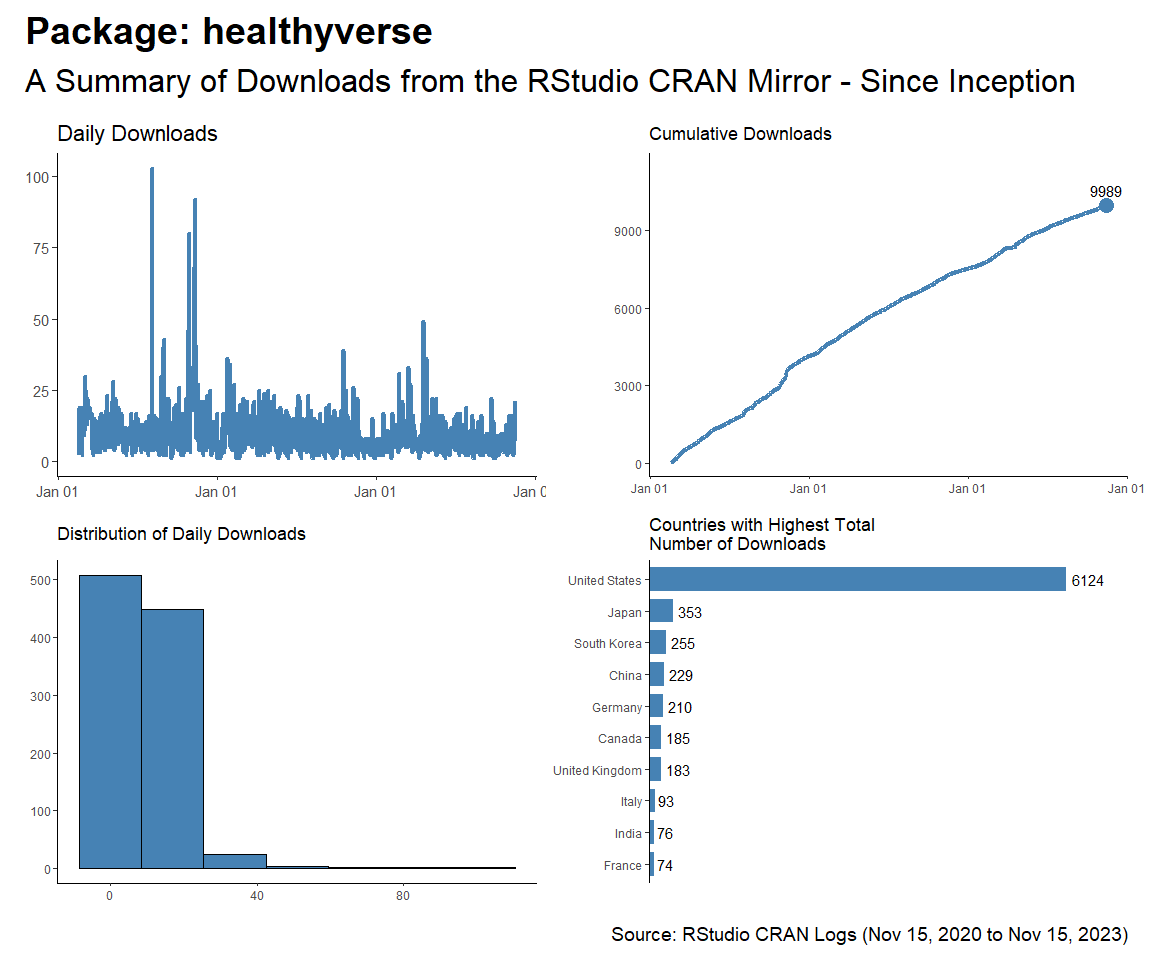 Package: healthyverse
A Summary of Downloads from the RStudio CRAN Mirror - Since Inception
Daily Downloads
100
75
50
25
0
Jan 01
Jan 01
Jan 01
Jan 0
Cumulative Downloads
9989
9000
6000
3000
0
Jan 01
Jan 01
Jan 01
Jan 01
Distribution of Daily Downloads
500
400
300
200
100
0
0
40
80
Countries with Highest Total
Number of Downloads
United States 6124
Japan 353
South Korea 255
China 229
Germany 210
Canada 185
United Kingdom 183
Italy 93
India 76
France 74
Source: RStudio CRAN Logs (Nov 15, 2020 to Nov 15, 2023)